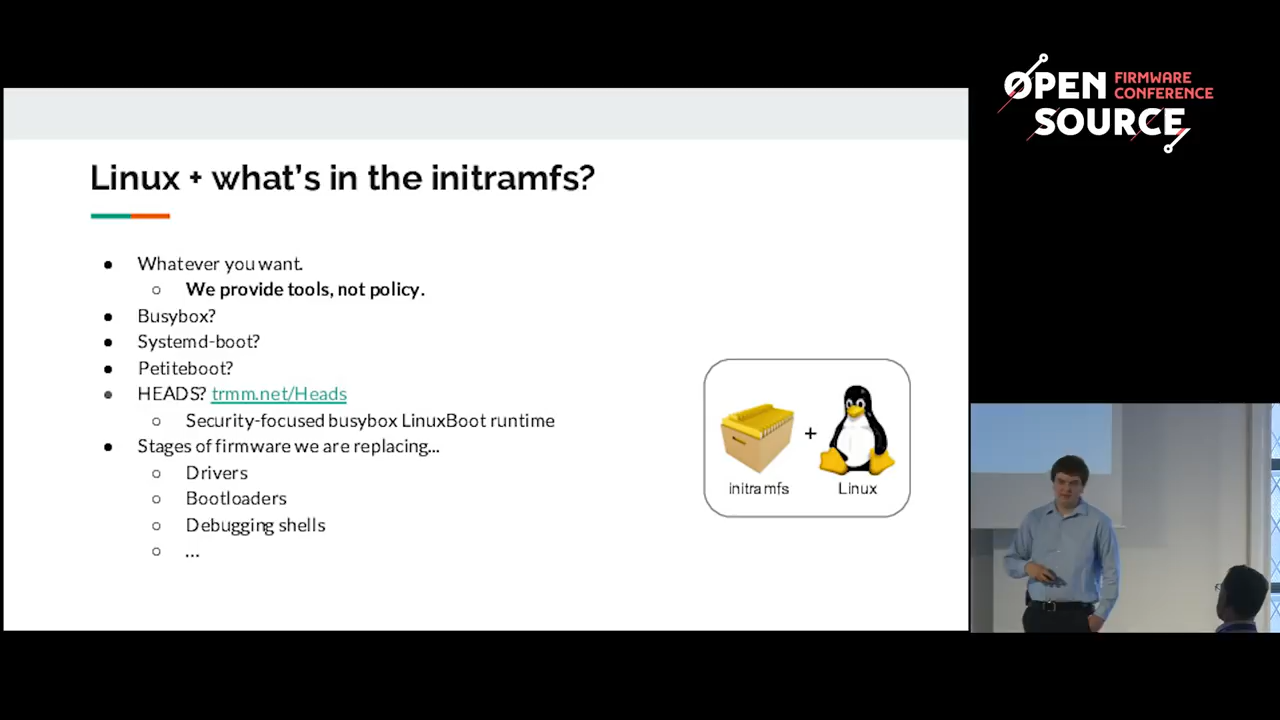 OPEN FIRMWARE
CONFERENCE
SOURCE
Linux + what's in the initramfs?
● Whatever you want.
○ We provide tools, not policy.
● Busybox?
● Systemd-boot?
● Petiteboot?
● HEADS? trmm.net/Heads
○ Security-focused busybox LinuxBoot runtime
● Stages of firmware we are replacing...
○ Drivers
○ Bootloaders
○ Debugging shells
○ ...
+
initramfs
Linux